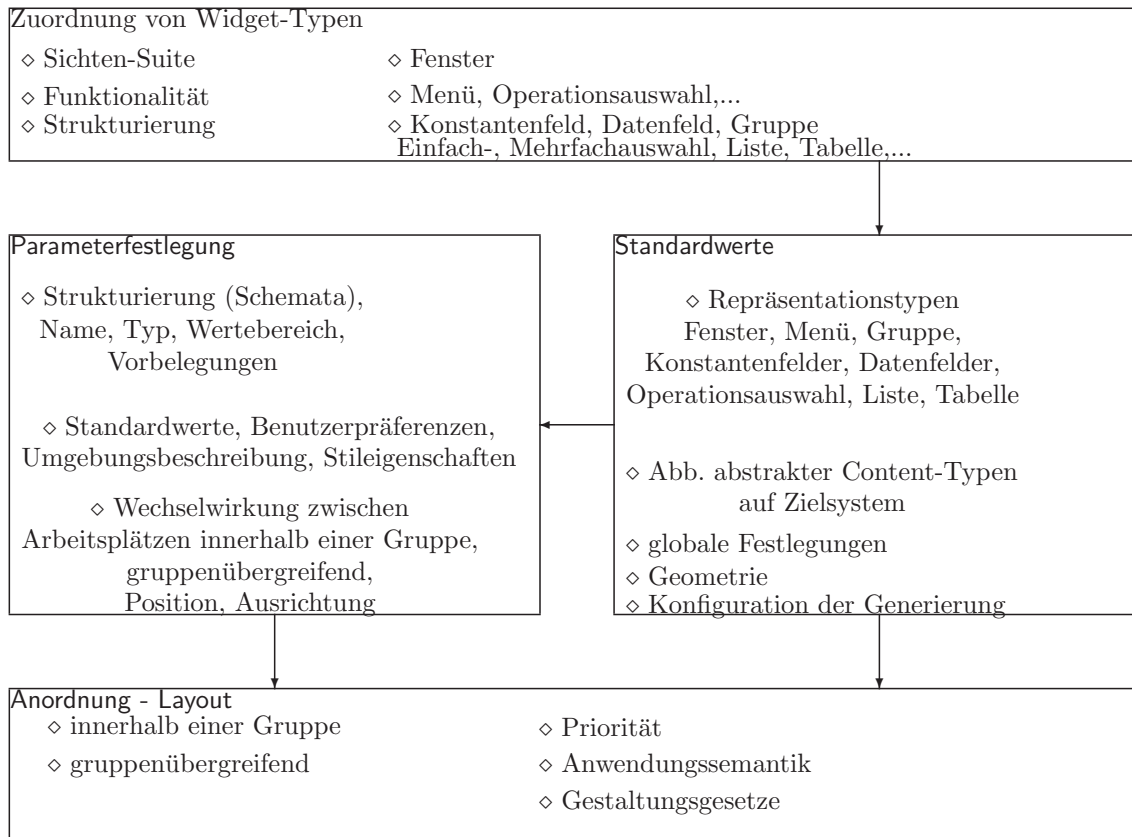 Zuordnung von Widget-Typen
◇ Sichten-Suite
◇ Fenster
◇ Funktionalität
◇ Menü, Operationsauswahl,...
◇ Strukturierung
◇ Konstantenfeld, Datenfeld, Gruppe
Einfach-, Mehrfachauswahl, Liste, Tabelle,...
Parameterfestlegung
◇ Strukturierung (Schemata),
Name, Typ, Wertebereich,
Vorbelegungen
◇ Standardwerte, Benutzerpräferenzen,
Umgebungsbeschreibung, Stileigenschaften
◇ Wechselwirkung zwischen
Arbeitsplätzen innerhalb einer Gruppe,
gruppenübergreifend,
Position, Ausrichtung
Standardwerte
◇ Repräsentationstypen
Fenster, Menü, Gruppe,
Konstantenfelder, Datenfelder,
Operationsauswahl, Liste, Tabelle
◇ Abb. abstrakter Content-Typen
auf Zielsystem
◇ globale Festlegungen
◇ Geometrie
◇ Konfiguration der Generierung
Anordnung - Layout
◇ innerhalb einer Gruppe
◇ gruppenübergreifend
◇ Priorität
◇ Anwendungssemantik
◇ Gestaltungsgesetze